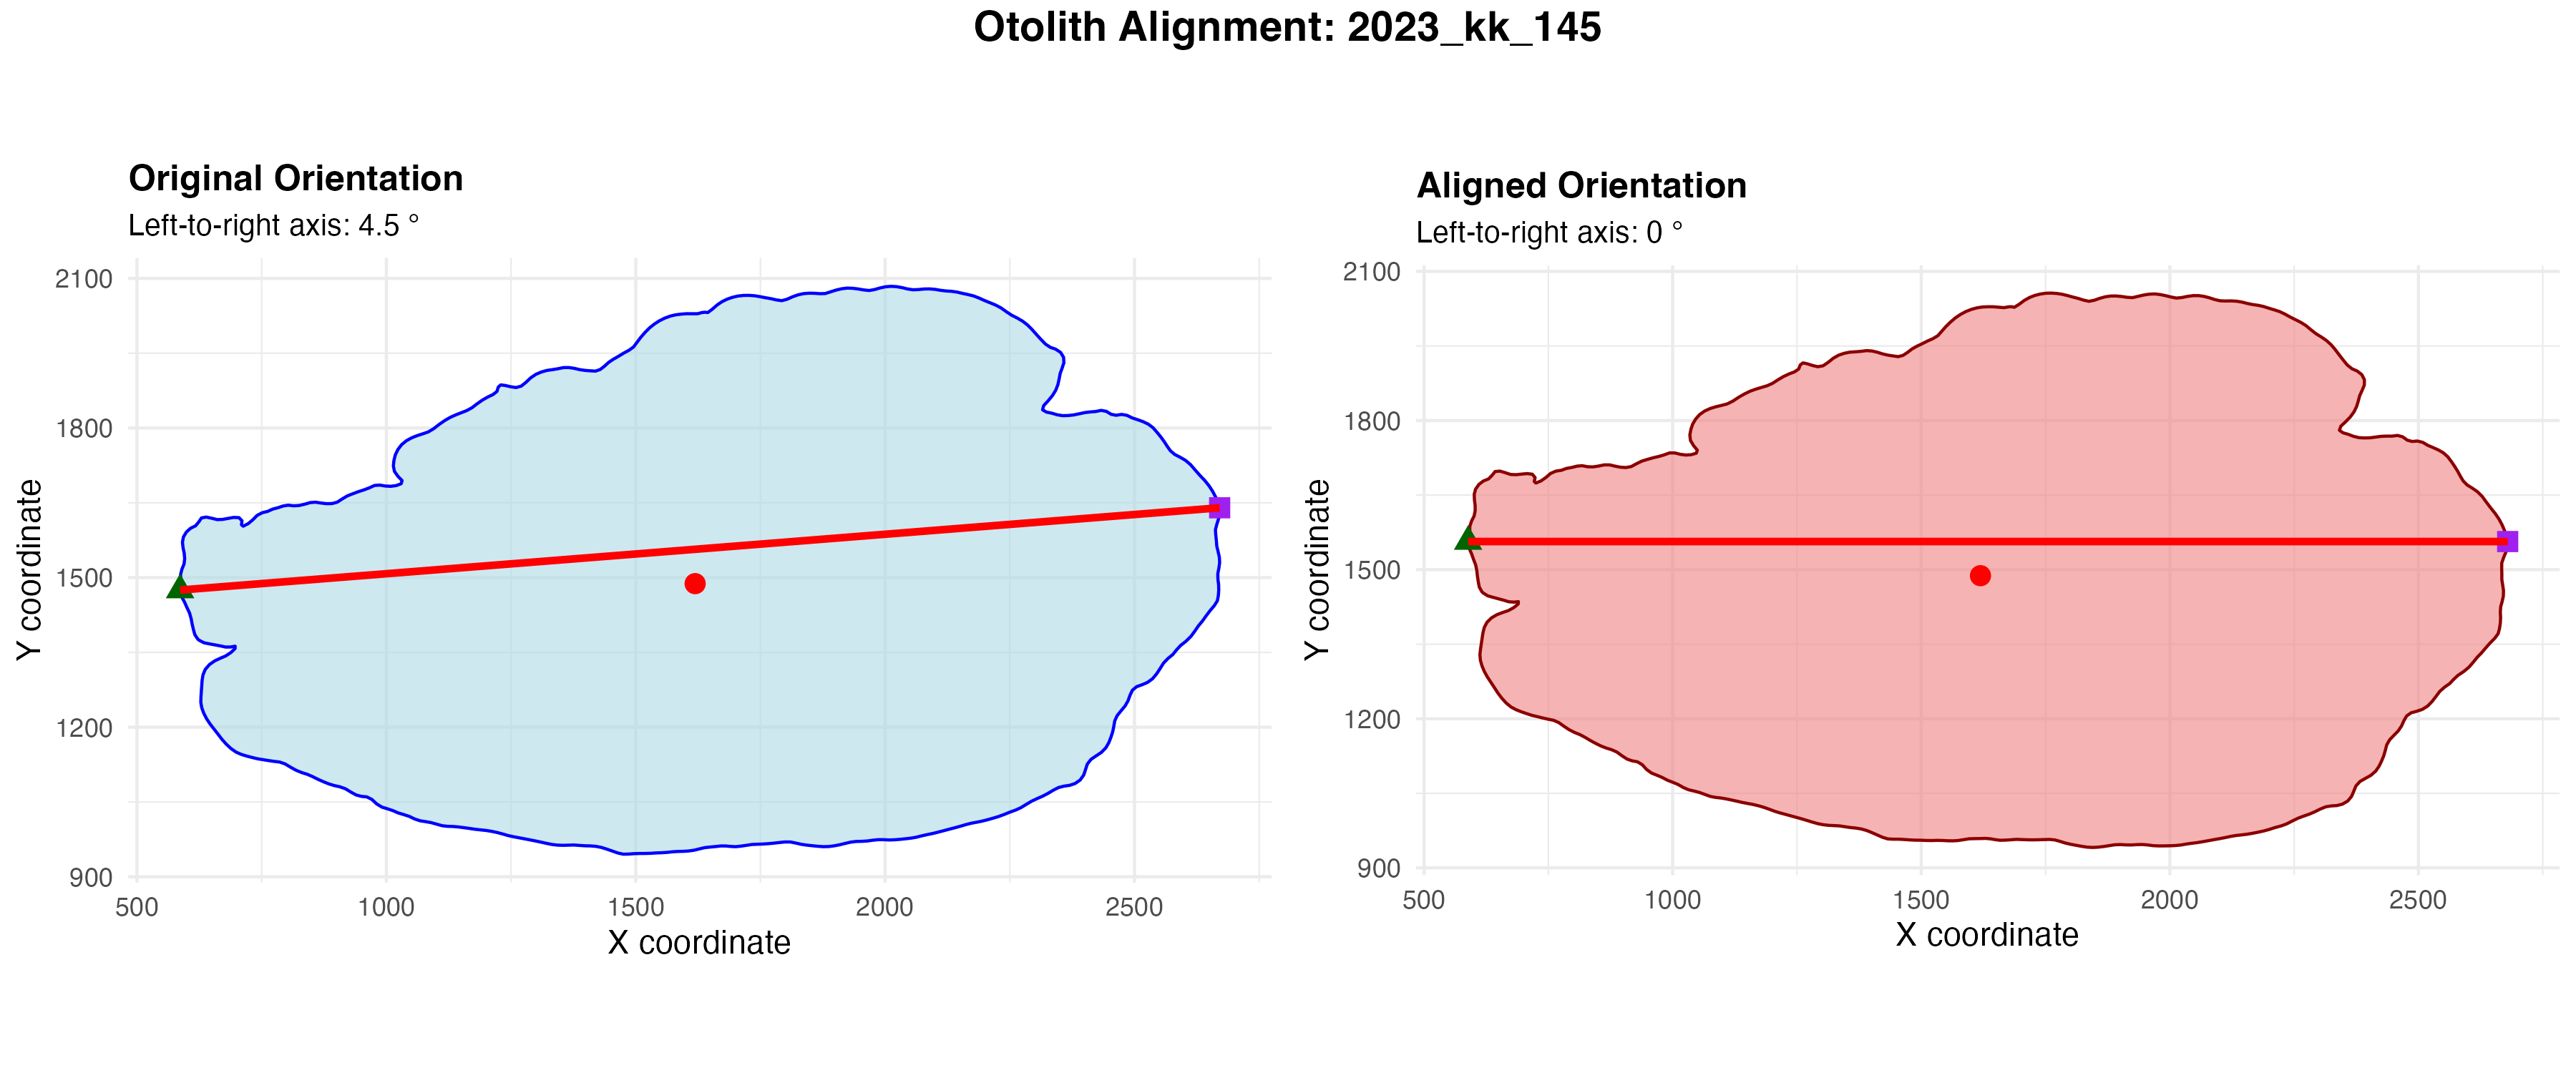 Otolith Alignment: 2023_kk_145
Original Orientation
Left-to-right axis: 4.5 °
2100
1800
1500
1200
900
Y coordinate
500 1000 1500 2000 2500
X coordinate
Aligned Orientation
Left-to-right axis: 0 °
2100
1800
1500
1200
900
Y coordinate
500 1000 1500 2000 2500
X coordinate